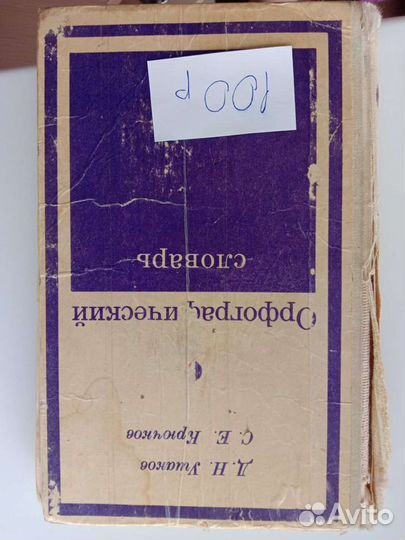 Д. Н. Ушаков
С. Е. Крючков
Орфографический
словарь
100 р
Avito